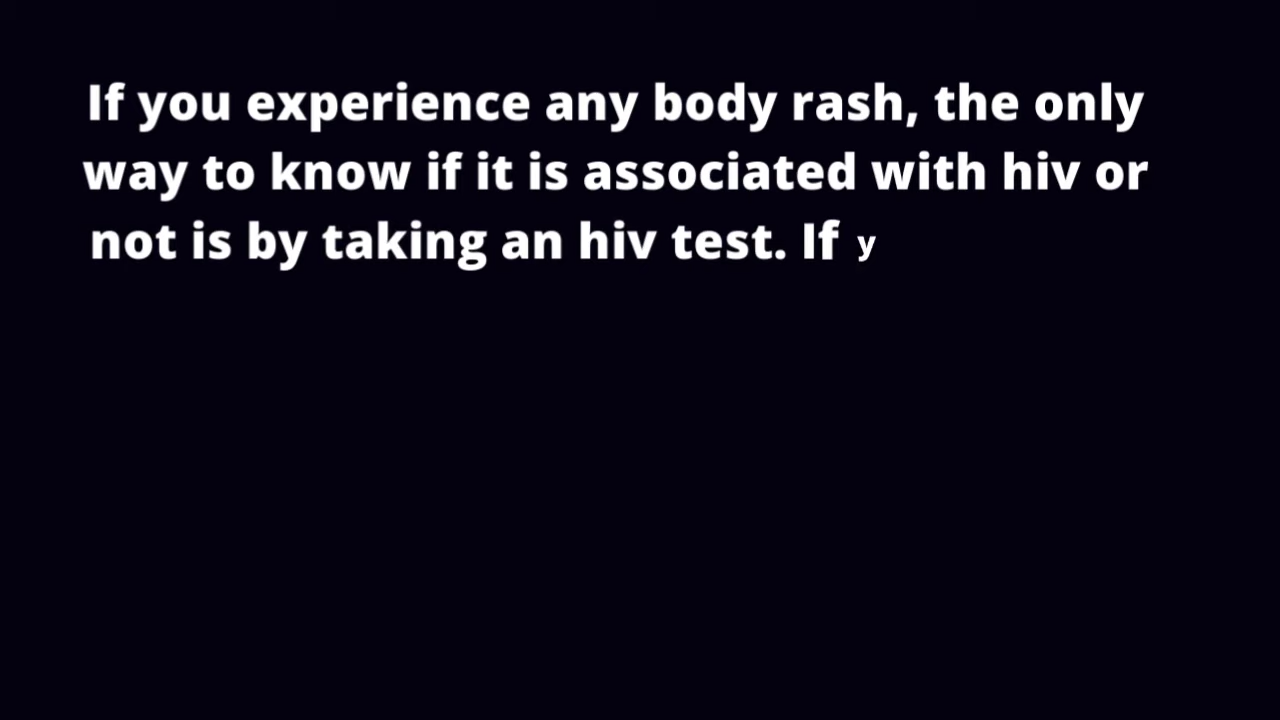 If you experience any body rash, the only
way to know if it is associated with hiv or
not is by taking an hiv test. If y